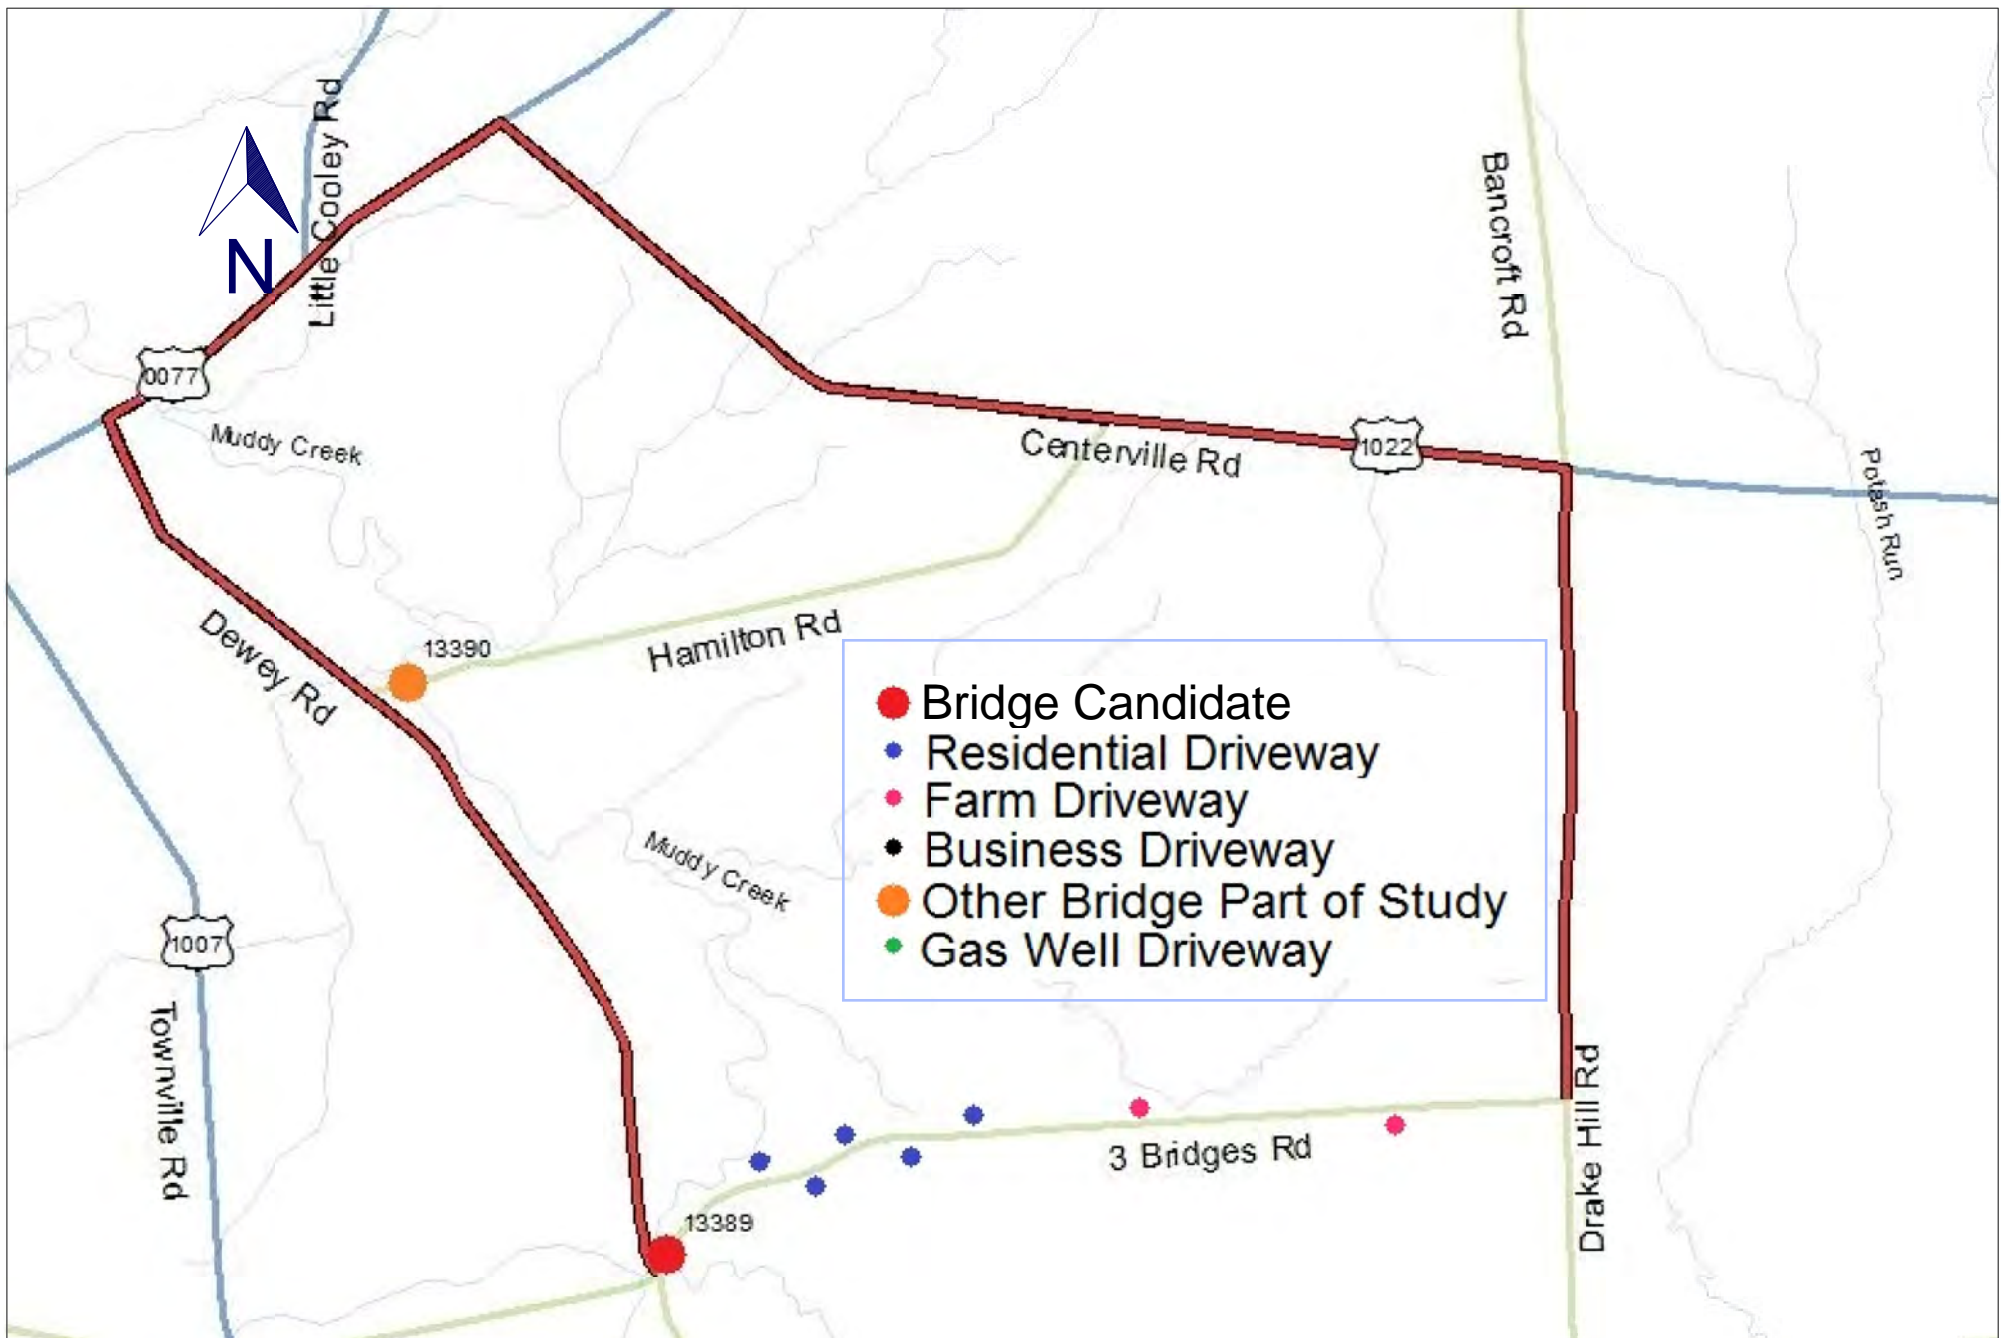 Little Cooley Rd
N
0077
Muddy Creek
Bancroft Rd
Centerville Rd
1022
Potash Run
Dewey Rd
13390
Hamilton Rd
Bridge Candidate
Residential Driveway
Farm Driveway
Business Driveway
Other Bridge Part of Study
Gas Well Driveway
Muddy Creek
1007
Townville Rd
3 Bridges Rd
Drake Hill Rd
13389